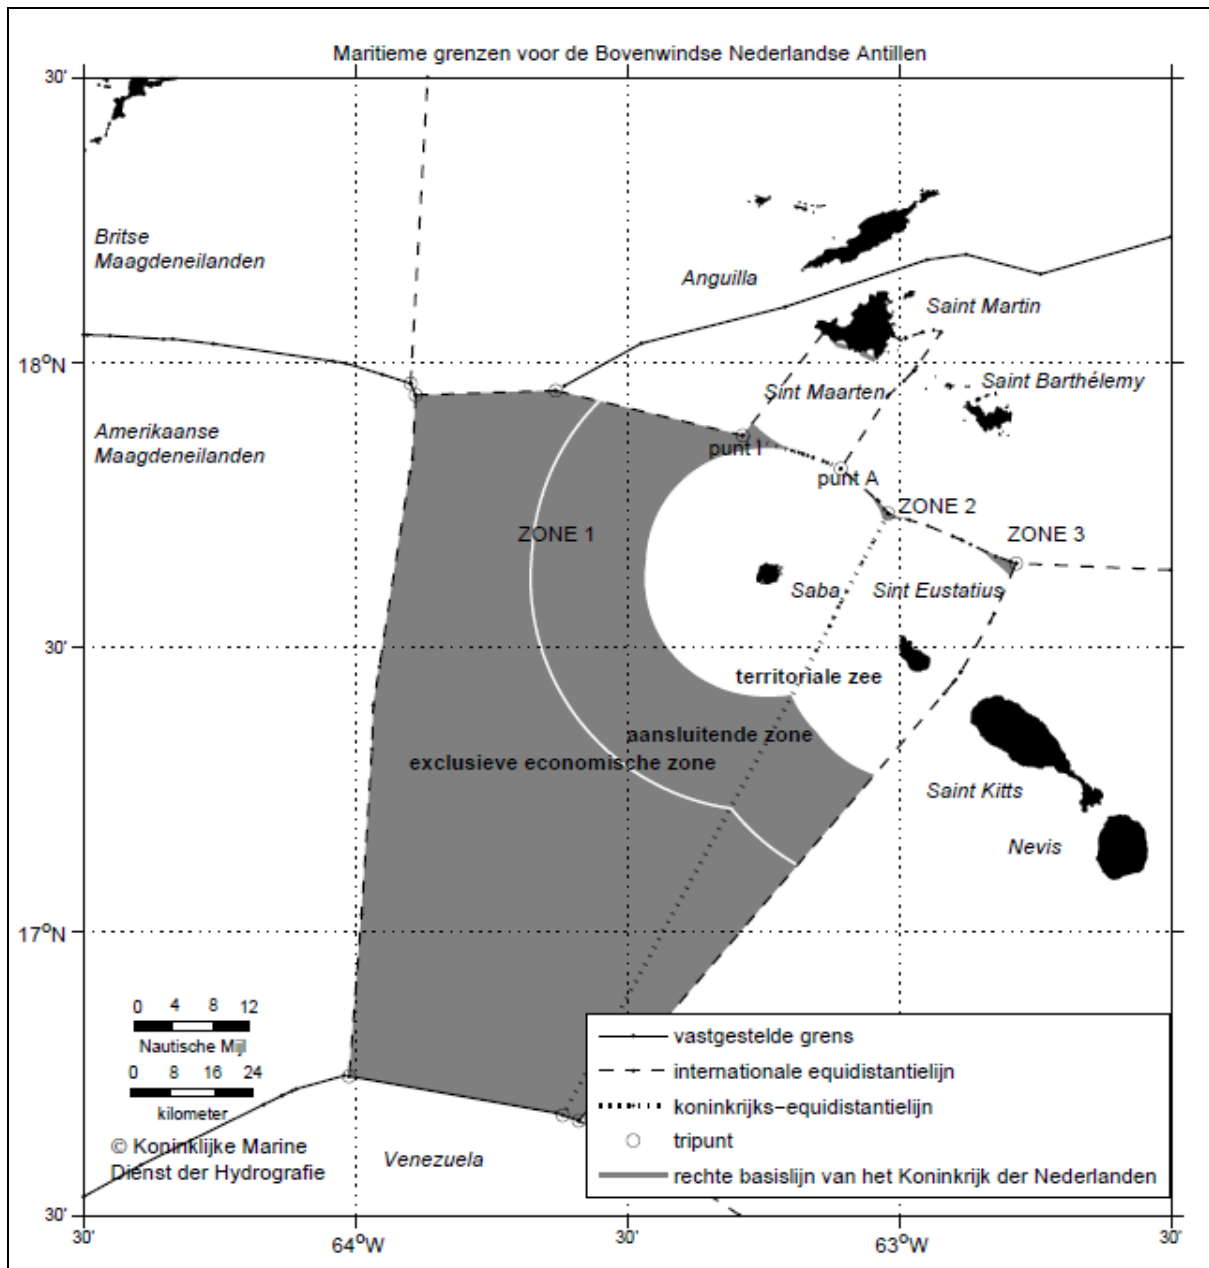 Maritieme grenzen voor de Bovenwindse Nederlandse Antillen
30'
Britse
Maagdeneilanden
Anguilla
Saint Martin
18°N
Sint Maarten
Saint Barthélemy
Amerikaanse
Maagdeneilanden
punt I
punt A
ZONE 2
ZONE 1
ZONE 3
Saba
Sint Eustatius
30'
territoriale zee
aansluitende zone
exclusieve economische zone
Saint Kitts
Nevis
17°N
0 4 8 12
Nautische Mijl
0 8 16 24
kilometer
© Koninklijke Marine
Dienst der Hydrografie
Venezuela
vastgestelde grens
internationale equidistantielijn
koninkrijks-equidistantielijn
tripunt
rechte basislijn van het Koninkrijk der Nederlanden
30'
30' 64°W 30' 63°W 30'